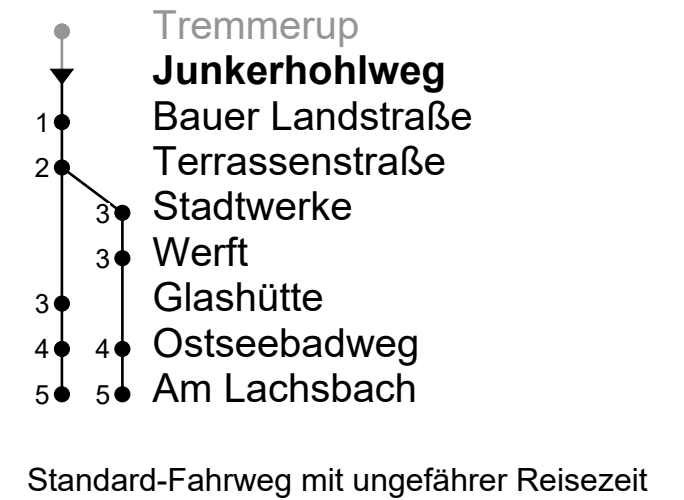 Tremmerup
Junkerhohlweg
1 Bauer Landstraße
2 Terrassenstraße
3 Stadtwerke
3 Werft
3 Glashütte
4 4 Ostseebadweg
5 5 Am Lachsbach
Standard-Fahrweg mit ungefährer Reisezeit